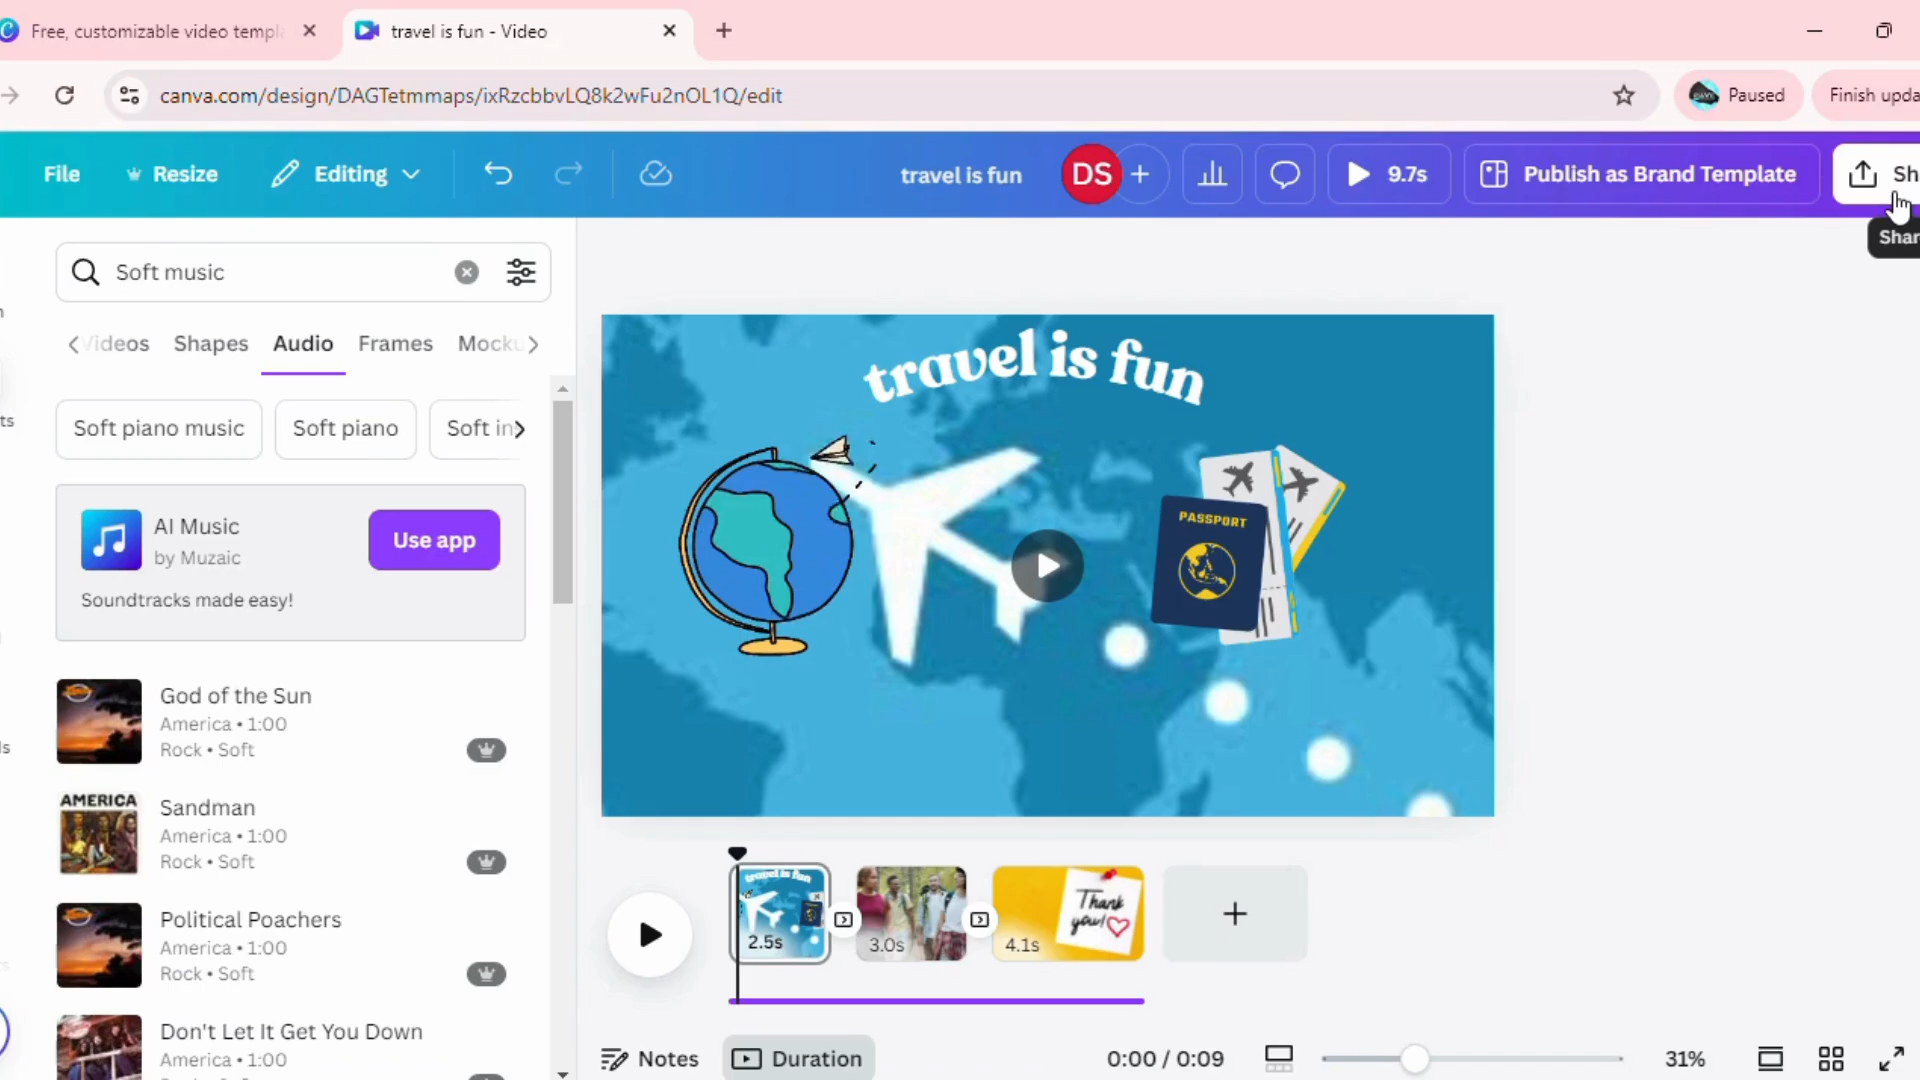 Free, customizable video templ
travel is fun - Video
canva.com/design/DAGTetmmaps/ixRzcbbvLQ8k2wFu2nOL1Q/edit
Paused
Finish upda
File
Resize
Editing
travel is fun
DS
9.7s
Publish as Brand Template
Sh
Shar
Soft music
Videos
Shapes
Audio
Frames
Mocku
Soft piano music
Soft piano
Soft in
AI Music
by Muzaic
Use app
Soundtracks made easy!
God of the Sun
America • 1:00
Rock • Soft
AMERICA
Sandman
America • 1:00
Rock • Soft
Political Poachers
America • 1:00
Rock • Soft
Don't Let It Get You Down
America • 1:00
travel is fun
PASSPORT
travel is fun
2.5s
3.0s
Thank
you!
4.1s
Notes
Duration
0:00 / 0:09
31%